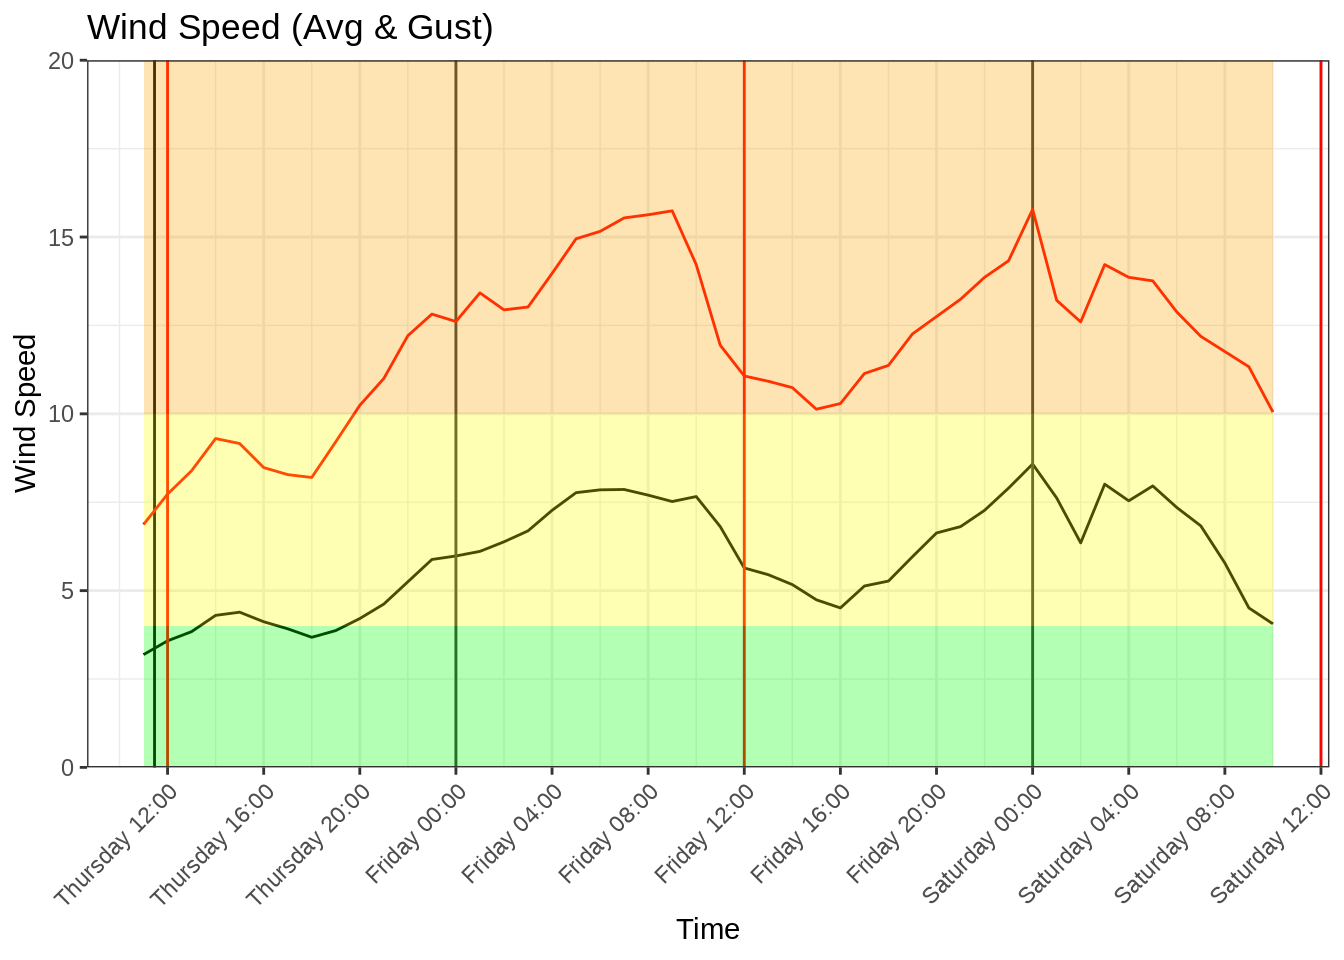 Wind Speed (Avg & Gust)
20
15
10
5
0
Wind Speed
Thursday 12:00
Thursday 16:00
Thursday 20:00
Friday 00:00
Friday 04:00
Friday 08:00
Friday 12:00
Friday 16:00
Friday 20:00
Saturday 00:00
Saturday 04:00
Saturday 08:00
Saturday 12:00
Time